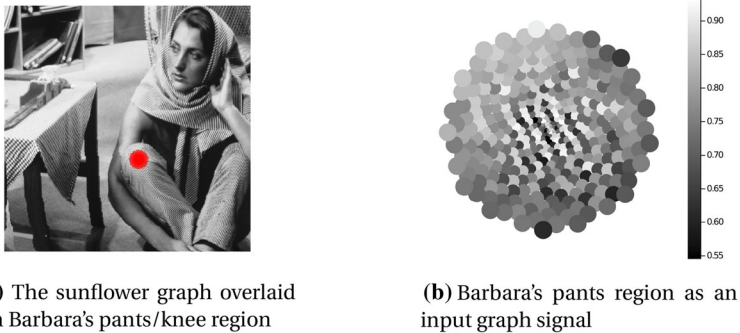 0.90
0.85
0.80
0.75
0.70
0.65
0.60
0.55
) The sunflower graph overlaid
Barbara's pants/knee region
(b) Barbara's pants region as an
input graph signal